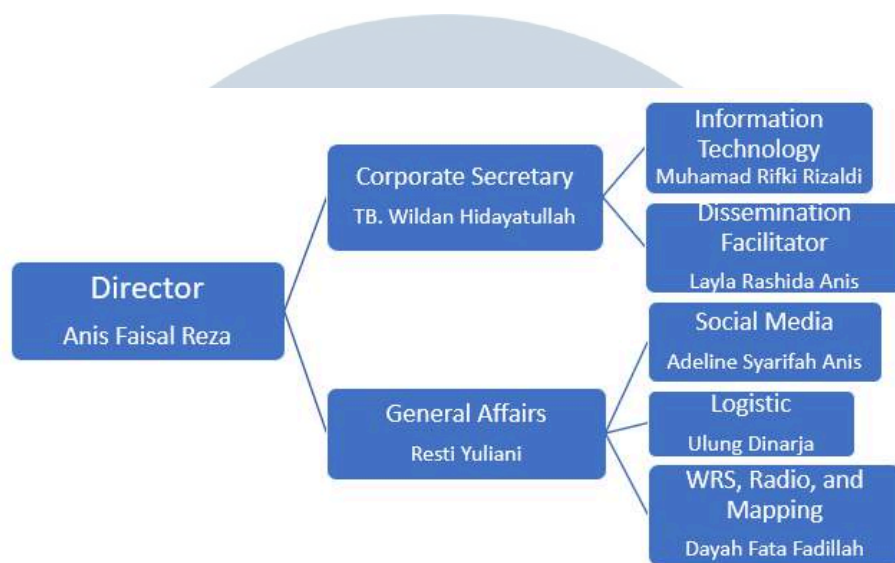 Director
Anis Faisal Reza
Corporate Secretary
TB. Wildan Hidayatullah
General Affairs
Resti Yuliani
Information
Technology
Muhamad Rifki Rizaldi
Dissemination
Facilitator
Layla Rashida Anis
Social Media
Adeline Syarifah Anis
Logistic
Ulung Dinarja
WRS, Radio, and
Mapping
Dayah Fata Fadillah